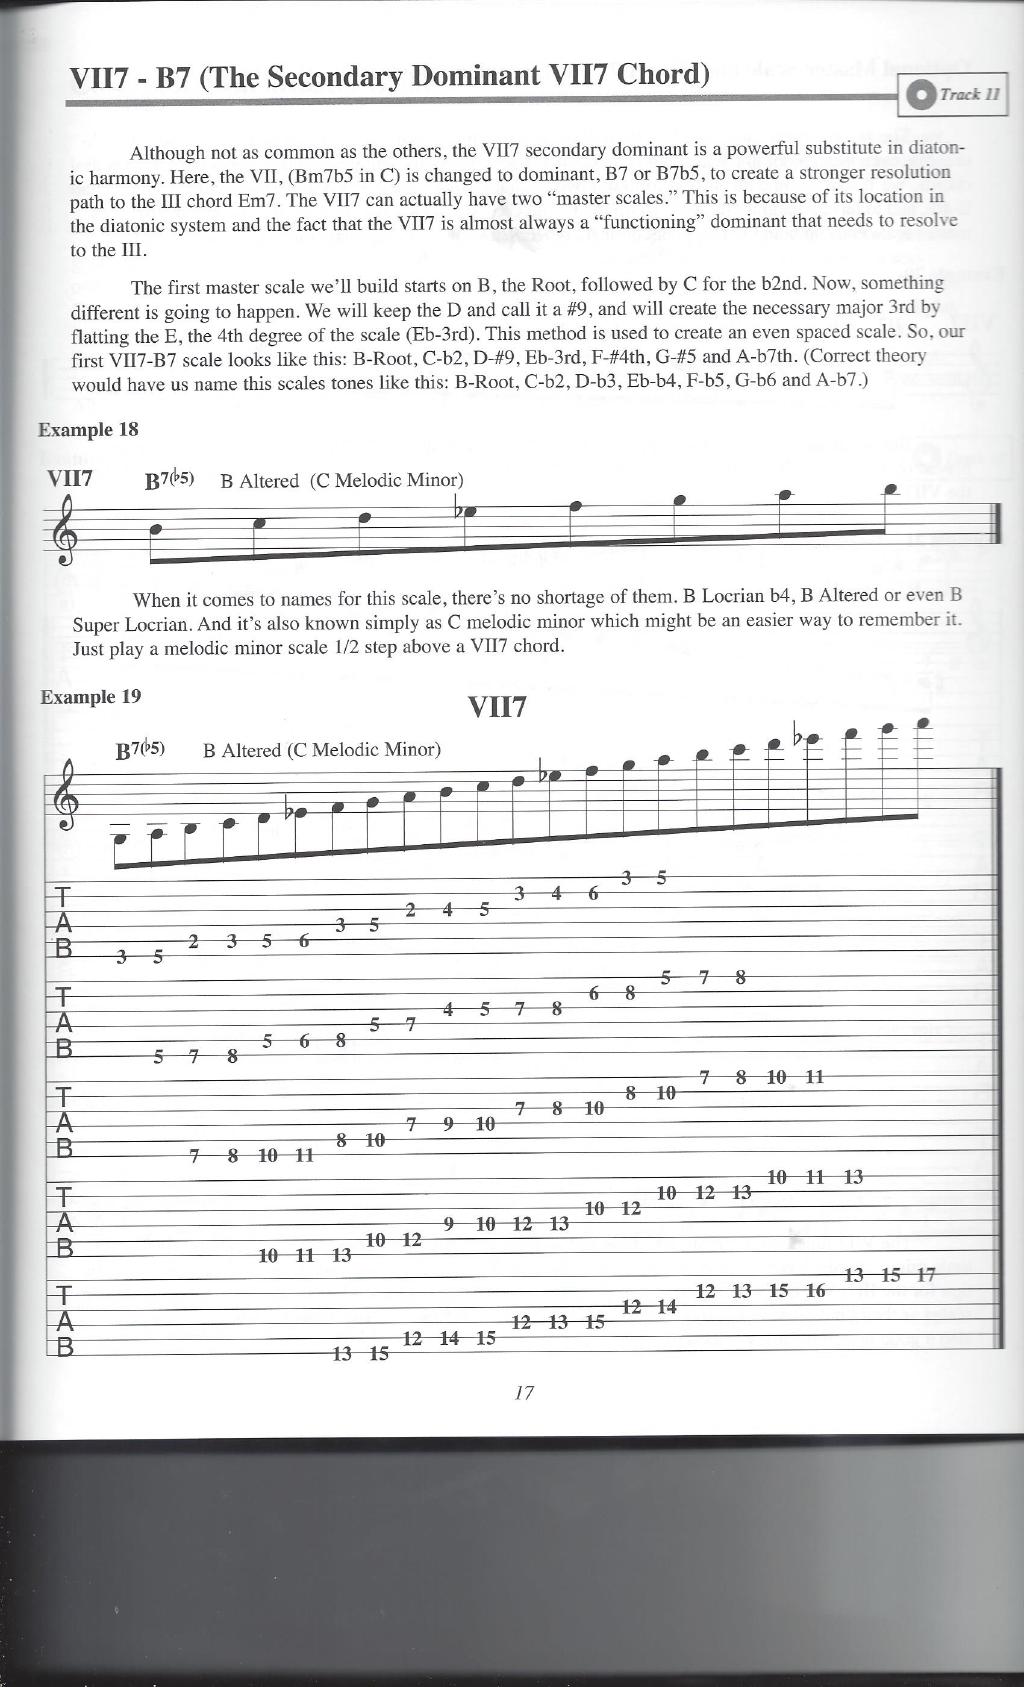 VII7 - B7 (The Secondary Dominant VII7 Chord)
Track 11
Although not as common as the others, the VII7 secondary dominant is a powerful substitute in diaton-
ic harmony. Here, the VII, (Bm7b5 in C) is changed to dominant, B7 or B7b5, to create a stronger resolution
path to the III chord Em7. The VII7 can actually have two “master scales.” This is because of its location in
the diatonic system and the fact that the VII7 is almost always a “functioning” dominant that needs to resolve
to the III.
The first master scale we’ll build starts on B, the Root, followed by C for the b2nd. Now, something
different is going to happen. We will keep the D and call it a #9, and will create the necessary major 3rd by
flatting the E, the 4th degree of the scale (Eb-3rd). This method is used to create an even spaced scale. So, our
first VII7-B7 scale looks like this: B-Root, C-b2, D-#9, Eb-3rd, F-#4th, G-#5 and A-b7th. (Correct theory
would have us name this scales tones like this: B-Root, C-b2, D-b3, Eb-b4, F-b5, G-b6 and A-b7.)
Example 18
VII7 B7(♭5) B Altered (C Melodic Minor)
When it comes to names for this scale, there’s no shortage of them. B Locrian b4, B Altered or even B
Super Locrian. And it’s also known simply as C melodic minor which might be an easier way to remember it.
Just play a melodic minor scale 1/2 step above a VII7 chord.
Example 19
VII7
B7(♭5) B Altered (C Melodic Minor)
TAB
3 5 2 3 5 6 3 5 2 4 5 3 4 6 3 5
TAB
5 7 8 5 6 8 5 7 4 5 7 8 6 8 5 7 8
TAB
7 8 10 11 8 10 7 9 10 7 8 10 8 10 7 8 10 11
TAB
10 11 13 10 12 9 10 12 13 10 12 10 12 13 10 11 13
TAB
13 15 12 14 15 12 13 15 12 14 12 13 15 16 13 15 17
17